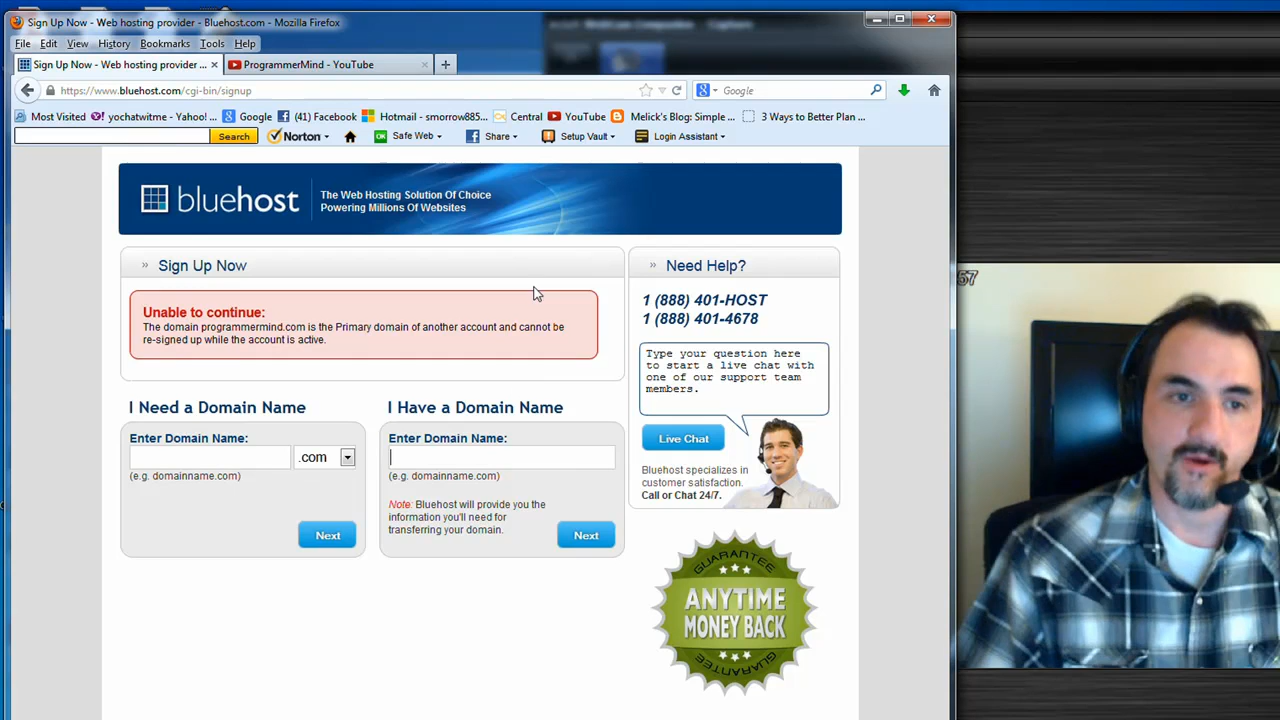 Sign Up Now - Web hosting provider - Bluehost.com - Mozilla Firefox
File Edit View History Bookmarks Tools Help
Sign Up Now - Web hosting provider ... × ProgrammerMind - YouTube × +
https://www.bluehost.com/cgi-bin/signup Google
Most Visited yochatwitme - Yahoo! ... Google (41) Facebook Hotmail - smorrow885... Central YouTube Melick's Blog: Simple ... 3 Ways to Better Plan ...
Search Norton Safe Web Share Setup Vault Login Assistant
bluehost
The Web Hosting Solution Of Choice
Powering Millions Of Websites
Sign Up Now
Unable to continue:
The domain programmermind.com is the Primary domain of another account and cannot be
re-signed up while the account is active.
I Need a Domain Name
Enter Domain Name:
.com
(e.g. domainname.com)
Next
I Have a Domain Name
Enter Domain Name:
(e.g. domainname.com)
Note: Bluehost will provide you the
information you'll need for
transferring your domain.
Next
Need Help?
1 (888) 401-HOST
1 (888) 401-4678
Type your question here
to start a live chat with
one of our support team
members.
Live Chat
Bluehost specializes in
customer satisfaction.
Call or Chat 24/7.
GUARANTEE
ANYTIME
MONEY BACK
GUARANTEE